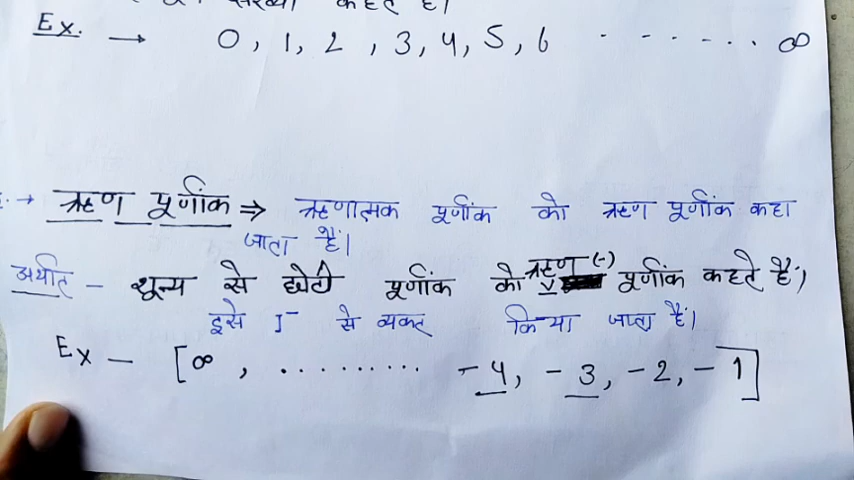 संख्या कहते है।
Ex. → 0, 1, 2, 3, 4, 5, 6 - - - - - . ∞
→ ऋण पूर्णांक ⇒ ऋणात्मक पूर्णांक को ऋण पूर्णांक कहा
जाता है।
अर्थात - शून्य से छोटी पूर्णांक को ऋण (-) पूर्णांक कहते है।
इसे I⁻ से व्यक्त किया जाता है।
Ex - [∞, ......... -4, -3, -2, -1]